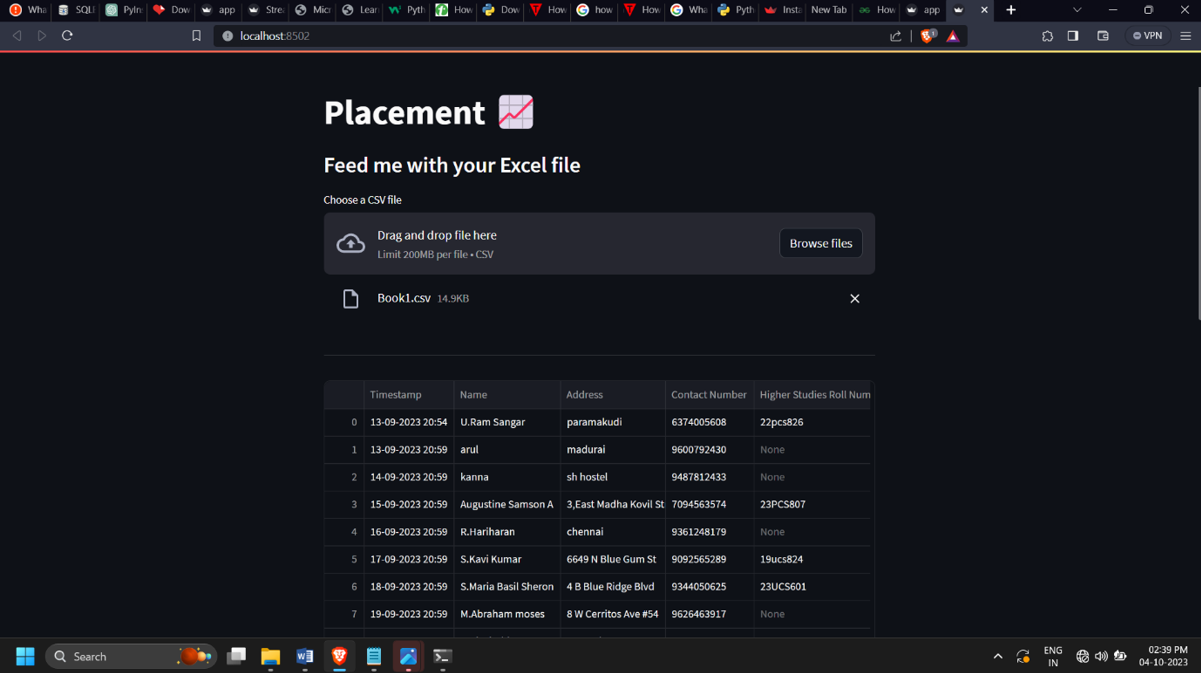 Wha
SQL
PyIn
Dow
app
Strea
Micr
Lear
Pyth
How
Dow
How
how
How
Wha
Pyth
Insta
New Tab
How
app
localhost:8502
1
VPN
Placement
Feed me with your Excel file
Choose a CSV file
Drag and drop file here
Limit 200MB per file • CSV
Browse files
Book1.csv 14.9KB
Timestamp Name Address Contact Number Higher Studies Roll Num
0 13-09-2023 20:54 U.Ram Sangar paramakudi 6374005608 22pcs826
1 13-09-2023 20:59 arul madurai 9600792430 None
2 14-09-2023 20:59 kanna sh hostel 9487812433 None
3 15-09-2023 20:59 Augustine Samson A 3,East Madha Kovil St 7094563574 23PCS807
4 16-09-2023 20:59 R.Hariharan chennai 9361248179 None
5 17-09-2023 20:59 S.Kavi Kumar 6649 N Blue Gum St 9092565289 19ucs824
6 18-09-2023 20:59 S.Maria Basil Sheron 4 B Blue Ridge Blvd 9344050625 23UCS601
7 19-09-2023 20:59 M.Abraham moses 8 W Cerritos Ave #54 9626463917 None
Search
ENG
IN
02:39 PM
04-10-2023